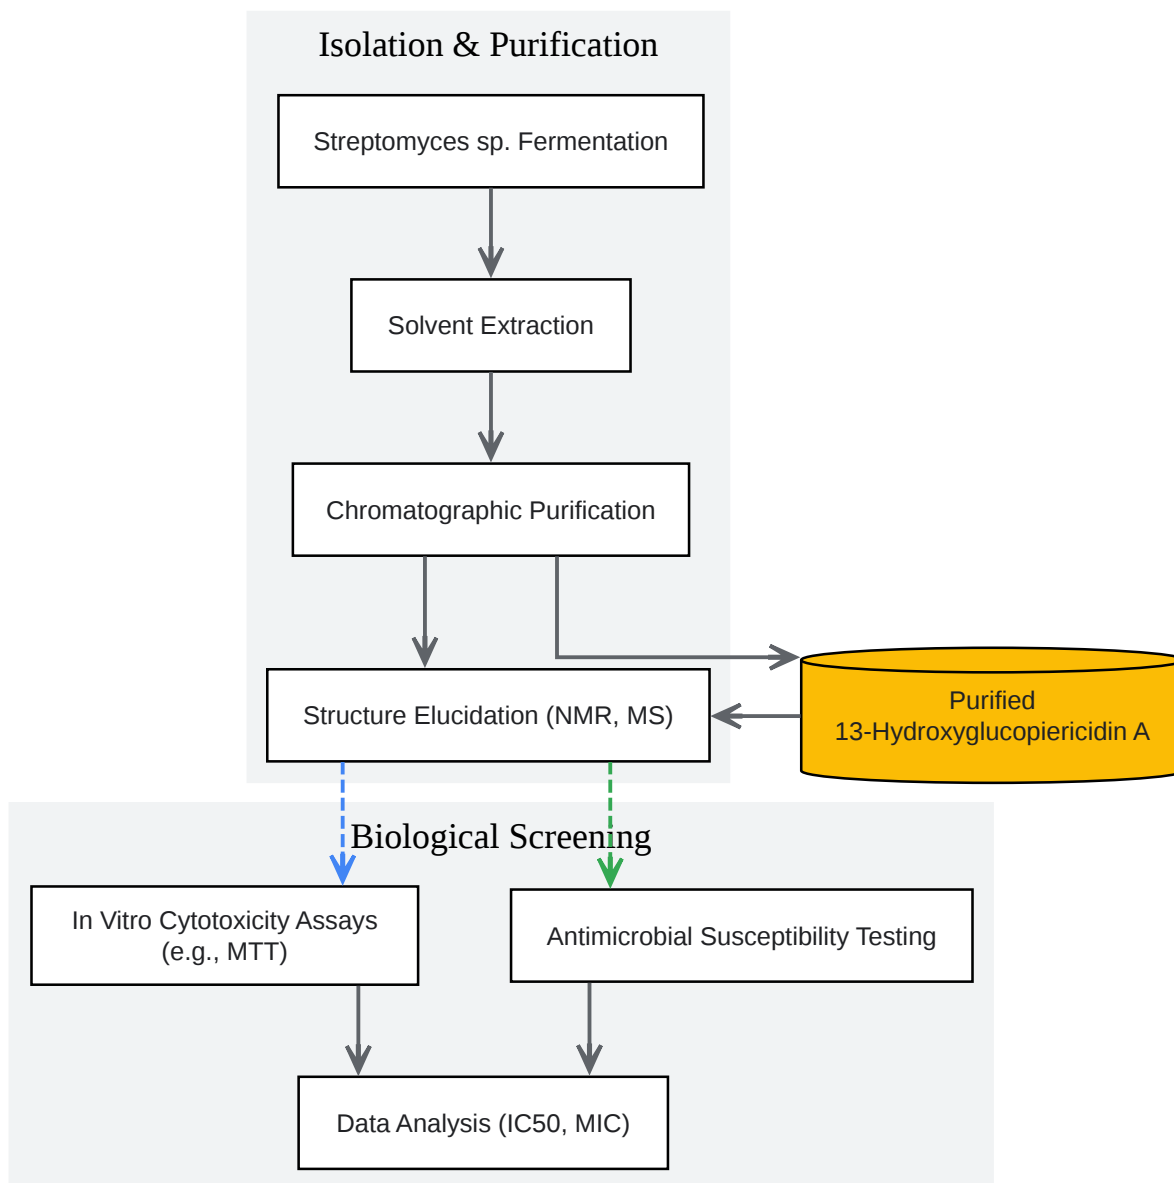 Isolation & Purification
Streptomyces sp. Fermentation
Solvent Extraction
Chromatographic Purification
Structure Elucidation (NMR, MS)
Purified
13-Hydroxyglucopiericidin A
Biological Screening
In Vitro Cytotoxicity Assays
(e.g., MTT)
Antimicrobial Susceptibility Testing
Data Analysis (IC50, MIC)